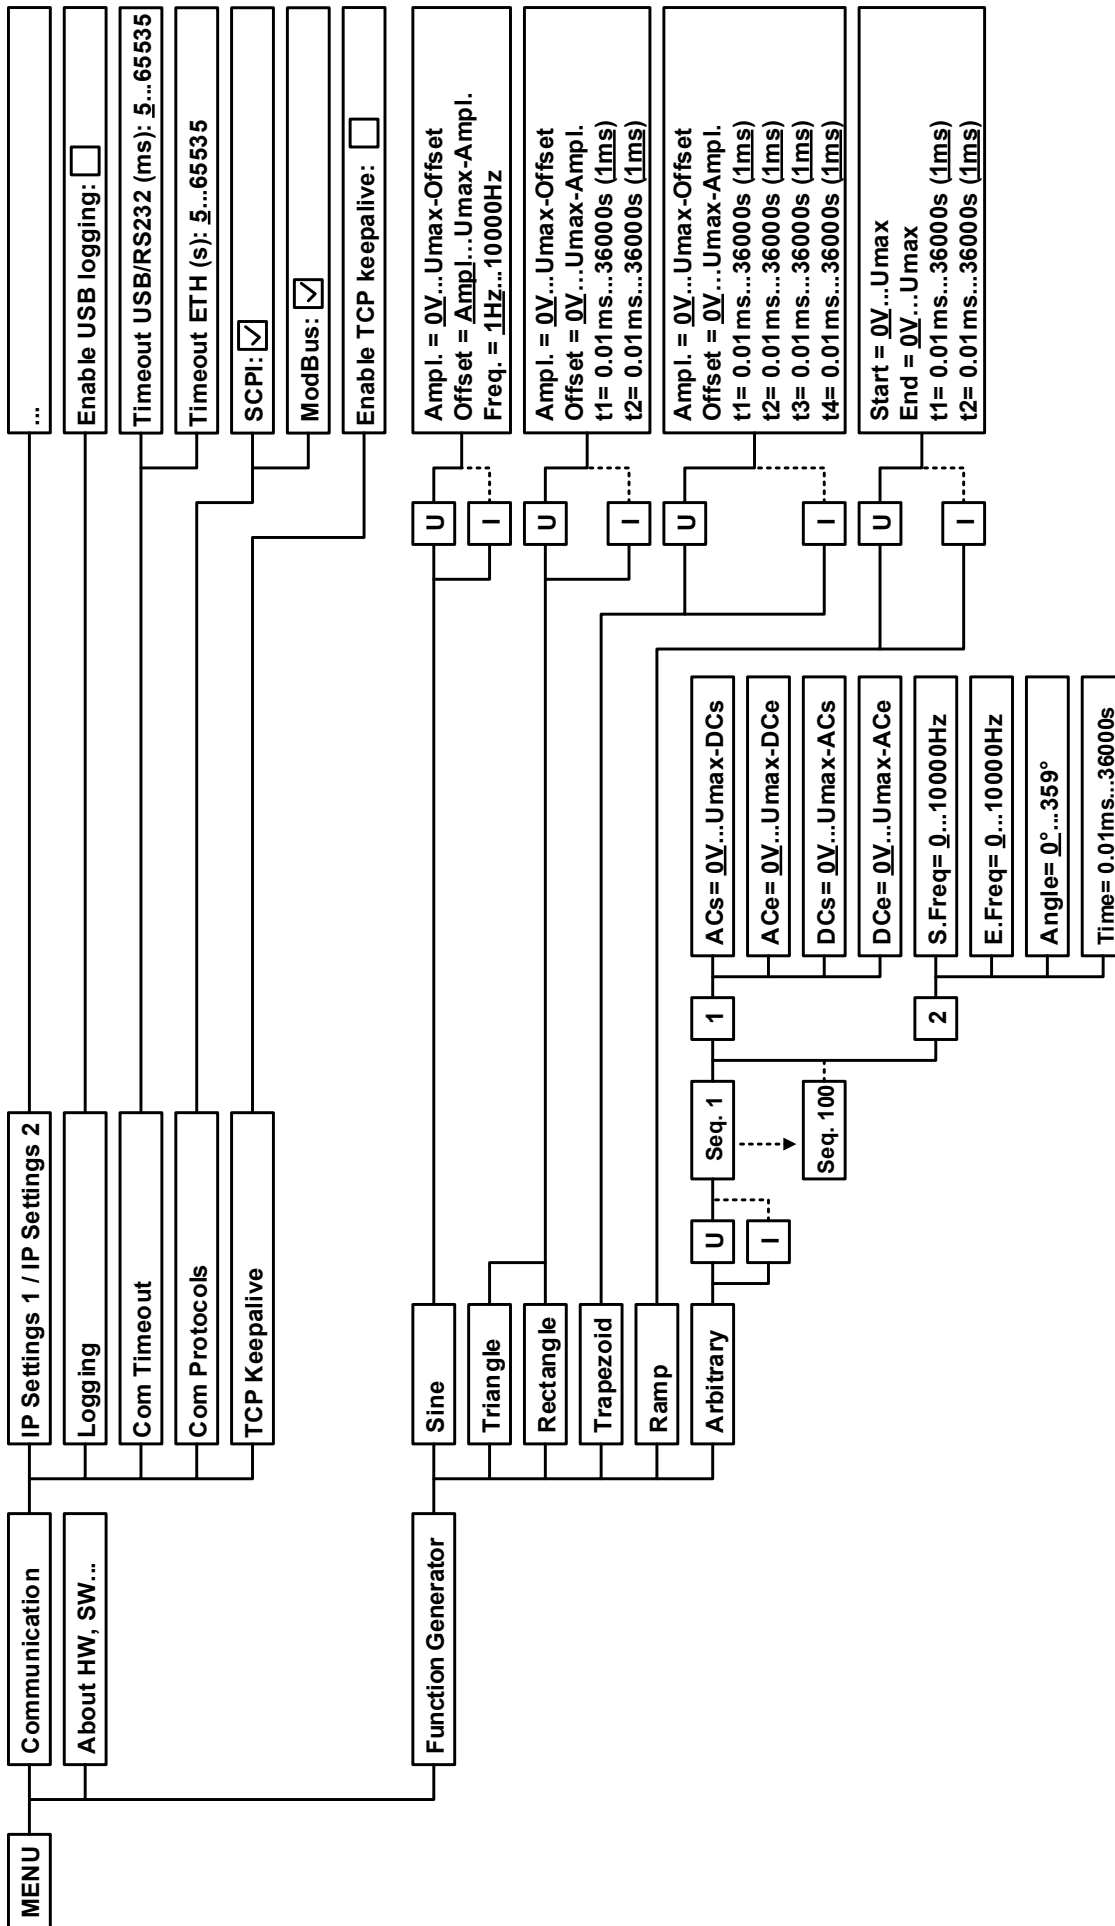 MENU
Communication
About HW, SW...
Function Generator
IP Settings 1 / IP Settings 2
Logging
Com Timeout
Com Protocols
TCP Keepalive
...
Enable USB logging:
Timeout USB/RS232 (ms): 5...65535
Timeout ETH (s): 5...65535
SCPI:
ModBus:
Enable TCP keepalive:
Sine
Triangle
Rectangle
Trapezoid
Ramp
Arbitrary
U
I
Ampl. = 0V...Umax-Offset
Offset = Ampl...Umax-Ampl.
Freq. = 1Hz...10000Hz
U
I
Ampl. = 0V...Umax-Offset
Offset = 0V...Umax-Ampl.
t1= 0.01ms...36000s (1ms)
t2= 0.01ms...36000s (1ms)
U
I
Ampl. = 0V...Umax-Offset
Offset = 0V...Umax-Ampl.
t1= 0.01ms...36000s (1ms)
t2= 0.01ms...36000s (1ms)
t3= 0.01ms...36000s (1ms)
t4= 0.01ms...36000s (1ms)
U
I
Start = 0V...Umax
End = 0V...Umax
t1= 0.01ms...36000s (1ms)
t2= 0.01ms...36000s (1ms)
U
I
Seq. 1
Seq. 100
1
2
ACs= 0V...Umax-DCs
ACe= 0V...Umax-DCe
DCs= 0V...Umax-ACs
DCe= 0V...Umax-ACe
S.Freq= 0...10000Hz
E.Freq= 0...10000Hz
Angle= 0°...359°
Time= 0.01ms...36000s